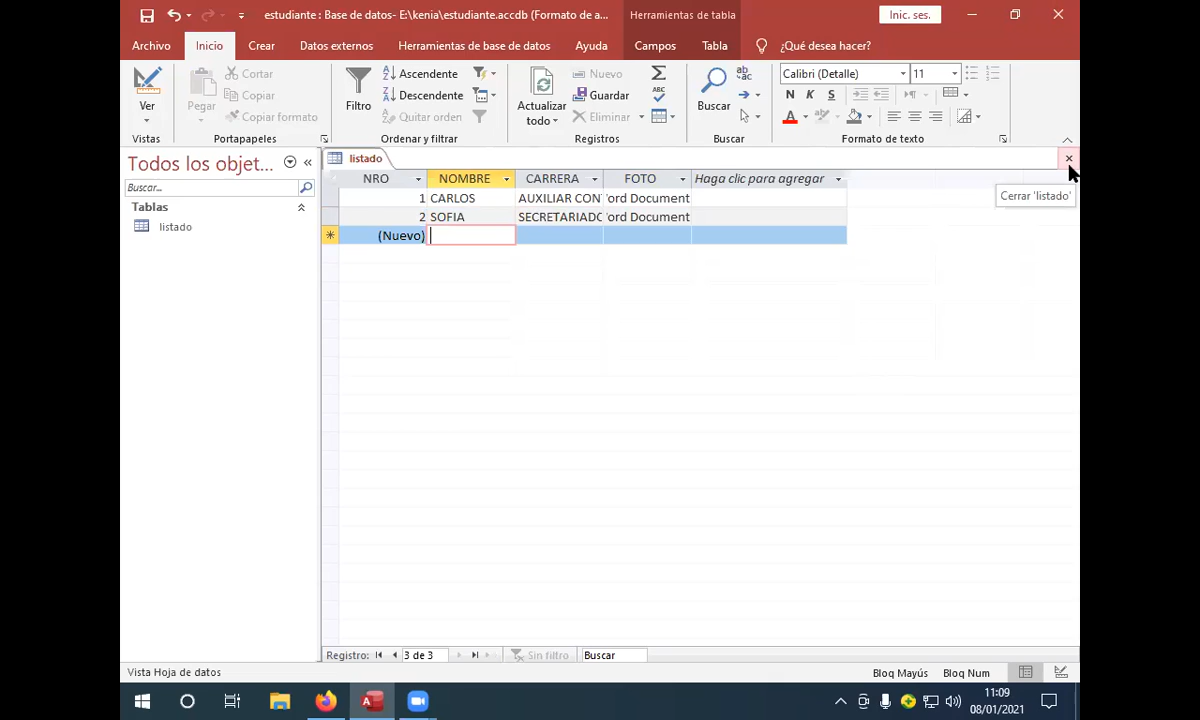 estudiante : Base de datos- E:\kenia\estudiante.accdb (Formato de a...
Herramientas de tabla
Inic. ses.
Archivo Inicio Crear Datos externos Herramientas de base de datos Ayuda Campos Tabla ¿Qué desea hacer?
Ver
Vistas
Pegar
Cortar
Copiar
Copiar formato
Portapapeles
Filtro
Ascendente
Descendente
Quitar orden
Ordenar y filtrar
Actualizar
todo
Nuevo
Guardar
Eliminar
Registros
Buscar
Buscar
Calibri (Detalle) 11
N K S
A
Formato de texto
Todos los objet...
Buscar...
Tablas
listado
listado
Cerrar 'listado'
NRO NOMBRE CARRERA FOTO Haga clic para agregar
1 CARLOS AUXILIAR CON 'ord Document
2 SOFIA SECRETARIADO 'ord Document
(Nuevo)
Registro: 3 de 3 Sin filtro Buscar
Vista Hoja de datos
Bloq Mayús Bloq Num
11:09
08/01/2021